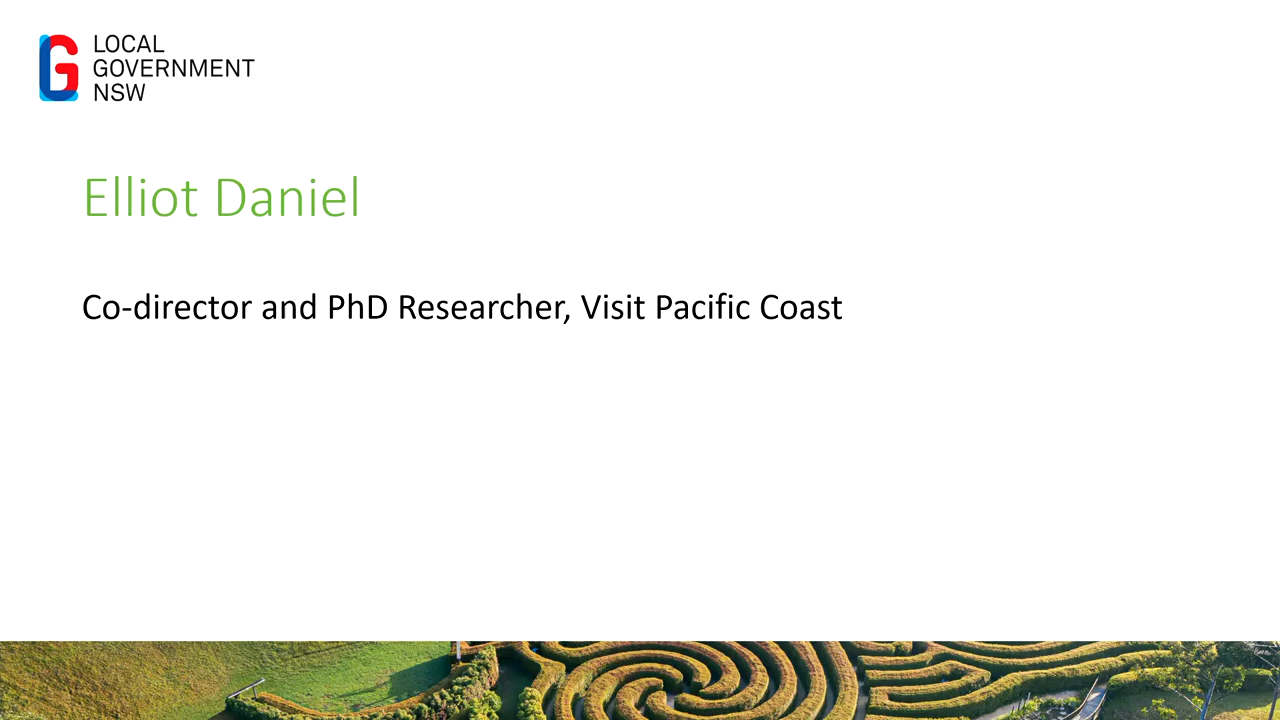 LOCAL
GOVERNMENT
NSW
Elliot Daniel
Co-director and PhD Researcher, Visit Pacific Coast